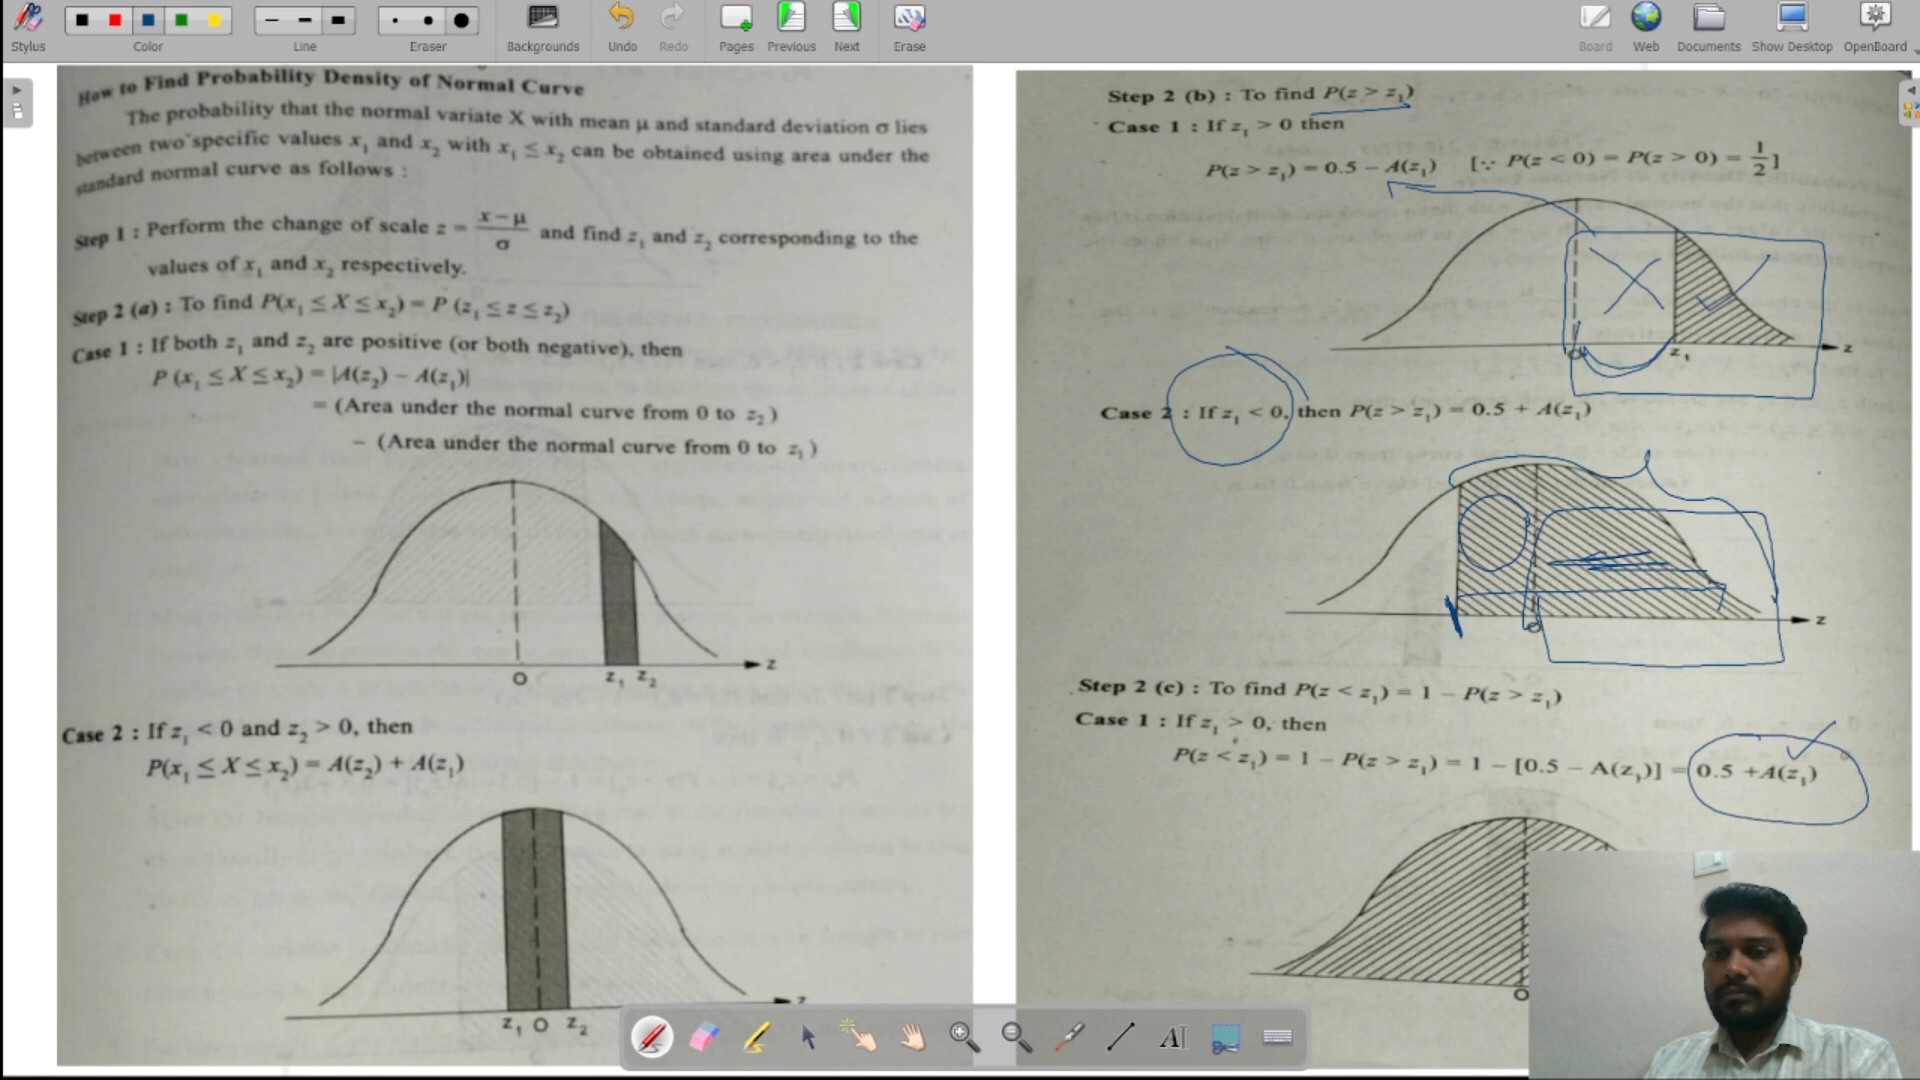 Stylus
Color
Line
Eraser
Backgrounds
Undo
Redo
Pages
Previous
Next
Erase
Board
Web
Documents
Show Desktop
OpenBoard
How to Find Probability Density of Normal Curve
The probability that the normal variate X with mean μ and standard deviation σ lies
between two specific values x₁ and x₂ with x₁ ≤ x₂ can be obtained using area under the
standard normal curve as follows :
Step 1 : Perform the change of scale z = (x – μ)/σ and find z₁ and z₂ corresponding to the
values of x₁ and x₂ respectively.
Step 2 (a) : To find P(x₁ ≤ X ≤ x₂) = P (z₁ ≤ z ≤ z₂)
Case 1 : If both z₁ and z₂ are positive (or both negative), then
P (x₁ ≤ X ≤ x₂) = |A(z₂) – A(z₁)|
= (Area under the normal curve from 0 to z₂)
– (Area under the normal curve from 0 to z₁)
z
O z₁ z₂
Case 2 : If z₁ < 0 and z₂ > 0, then
P(x₁ ≤ X ≤ x₂) = A(z₂) + A(z₁)
z
z₁ O z₂
Step 2 (b) : To find P(z > z₁)
Case 1 : If z₁ > 0 then
P(z > z₁) = 0.5 – A(z₁) [∵ P(z < 0) = P(z > 0) = 1/2]
O z₁ z
Case 2 : If z₁ < 0, then P(z > z₁) = 0.5 + A(z₁)
O z
Step 2 (c) : To find P(z < z₁) = 1 – P(z > z₁)
Case 1 : If z₁ > 0, then
P(z < z₁) = 1 – P(z > z₁) = 1 – [0.5 – A(z₁)] = 0.5 + A(z₁)
O